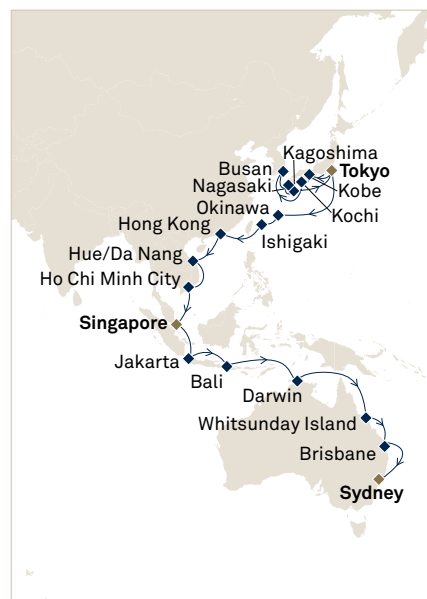 Kagoshima
Busan
Tokyo
Nagasaki
Kobe
Okinawa
Kochi
Hong Kong
Ishigaki
Hue/Da Nang
Ho Chi Minh City
Singapore
Jakarta
Bali
Darwin
Whitsunday Island
Brisbane
Sydney